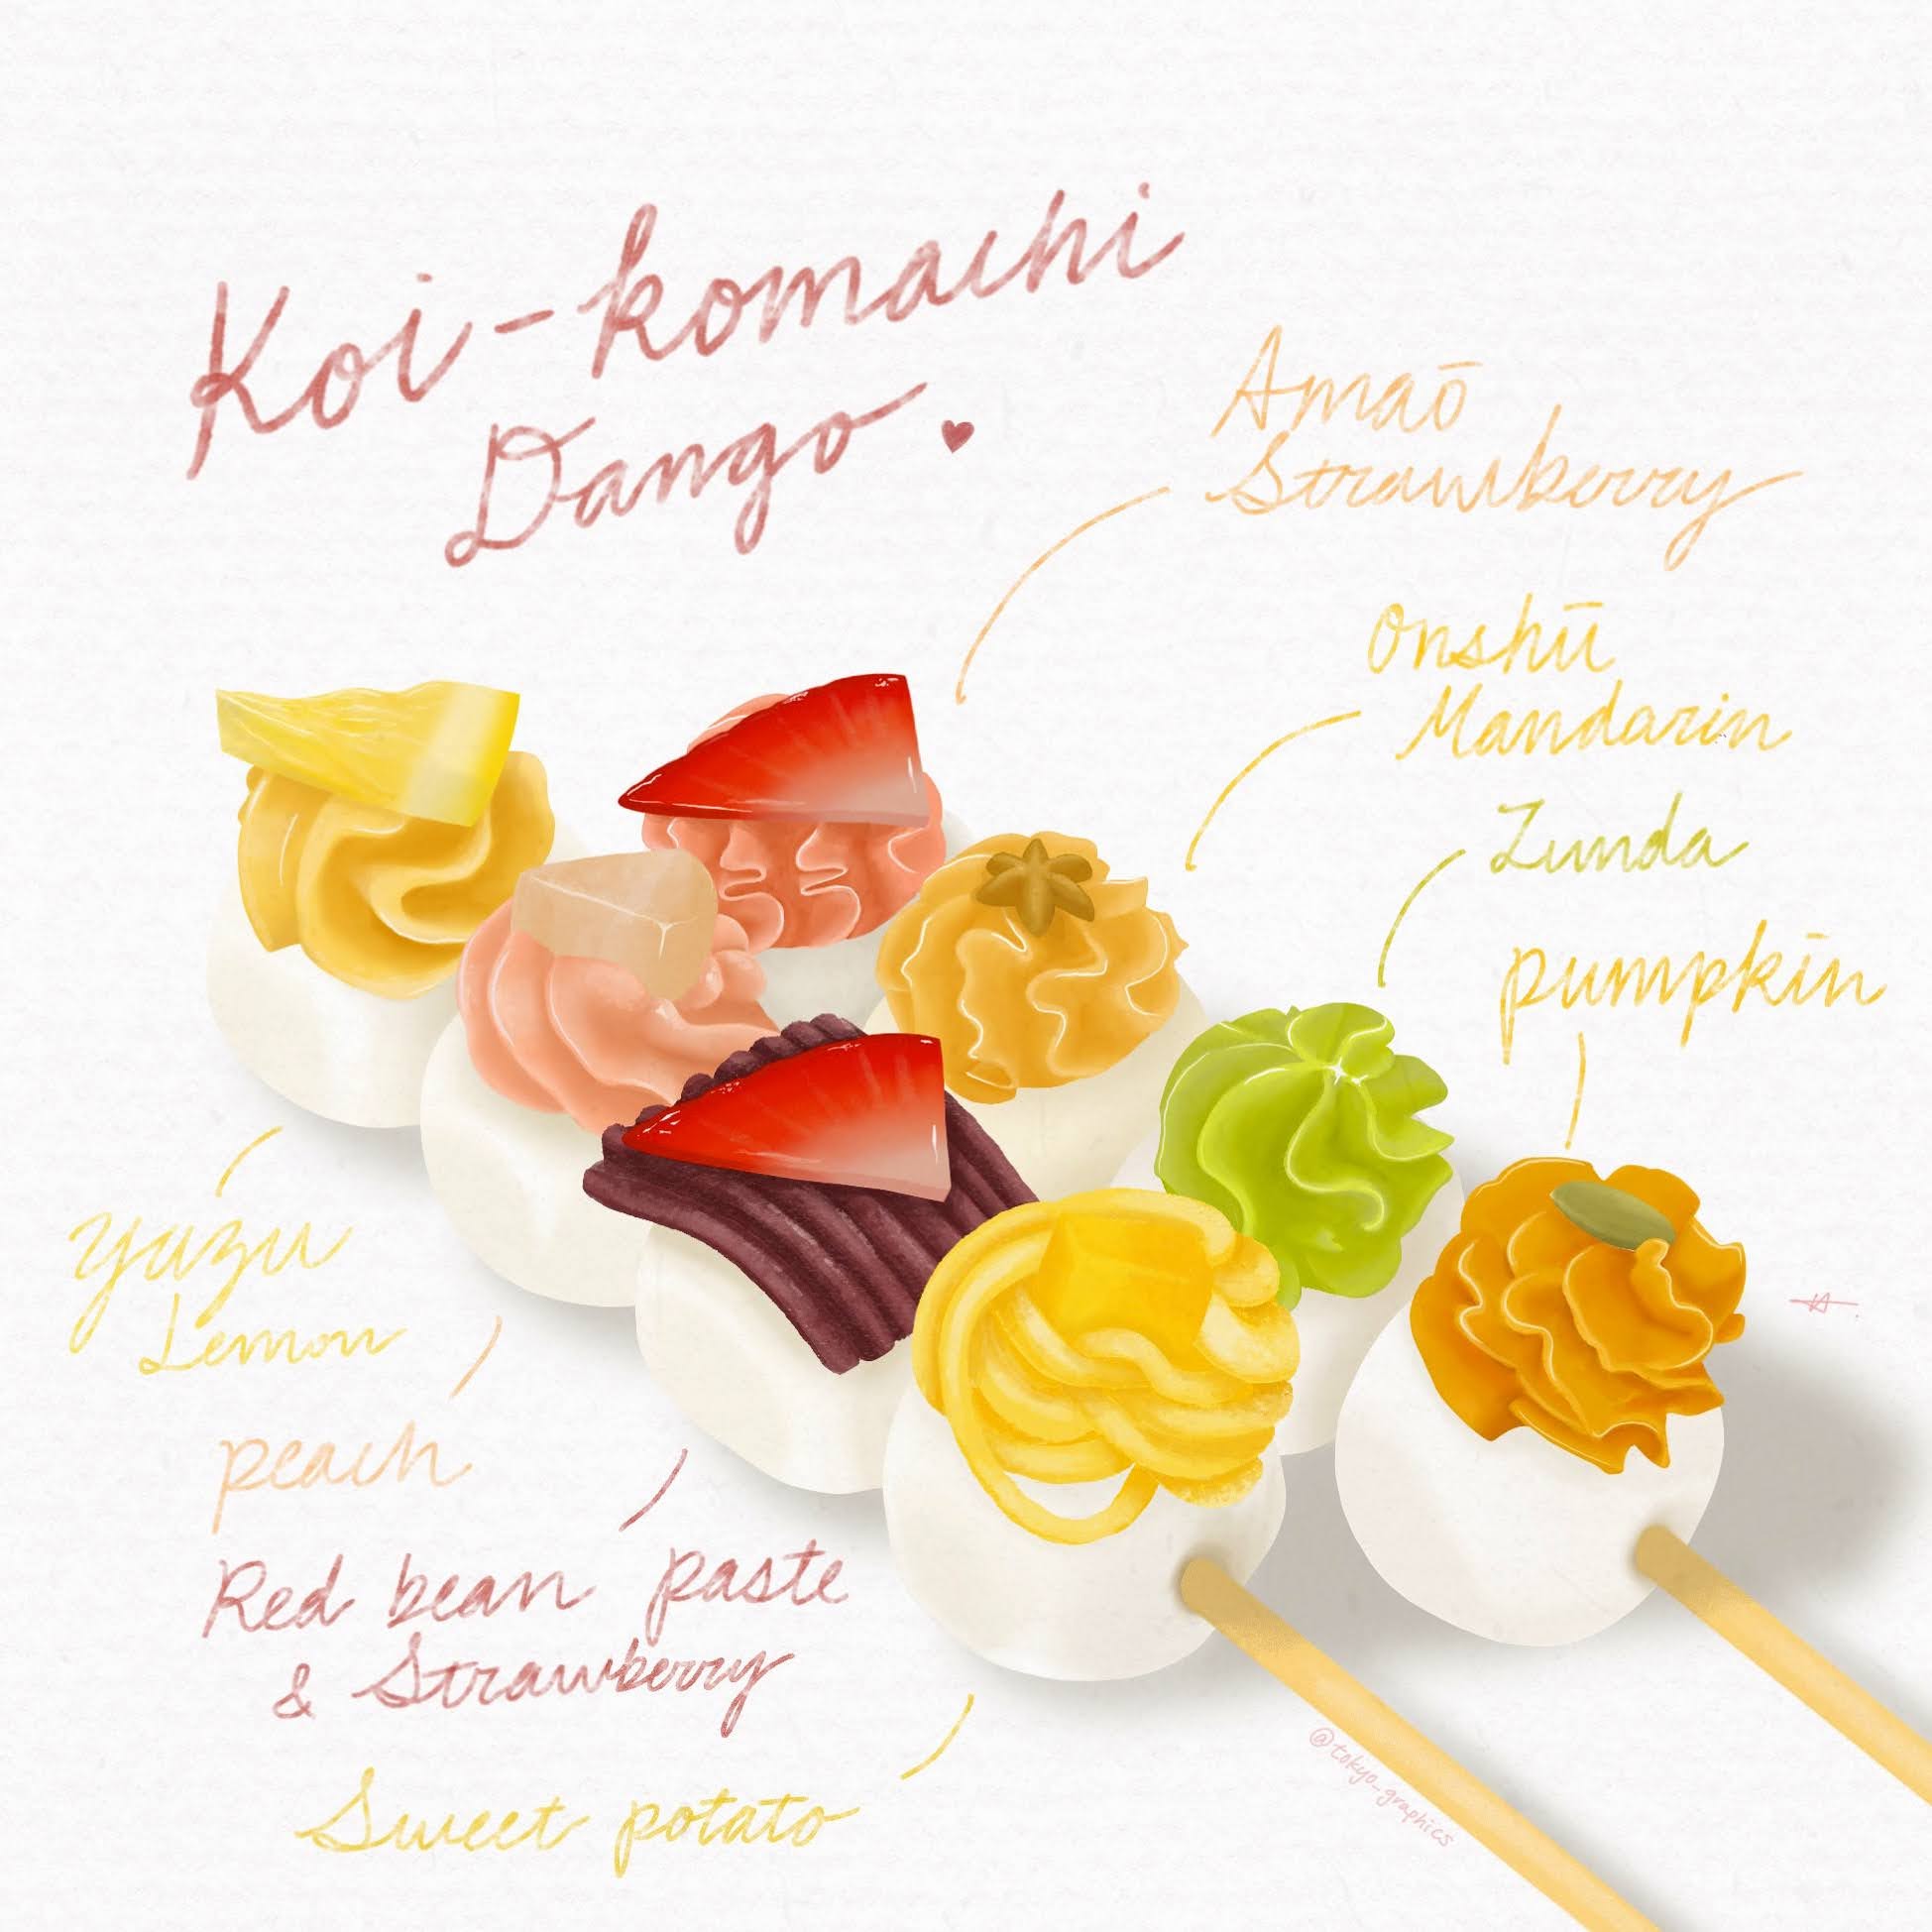 Koi-komachi
Dango
Amaō
Strawberry
Onshū
Mandarin
Zunda
pumpkin
yuzu
Lemon
peach
Red bean paste
& Strawberry
Sweet potato
@tokyo_graphics